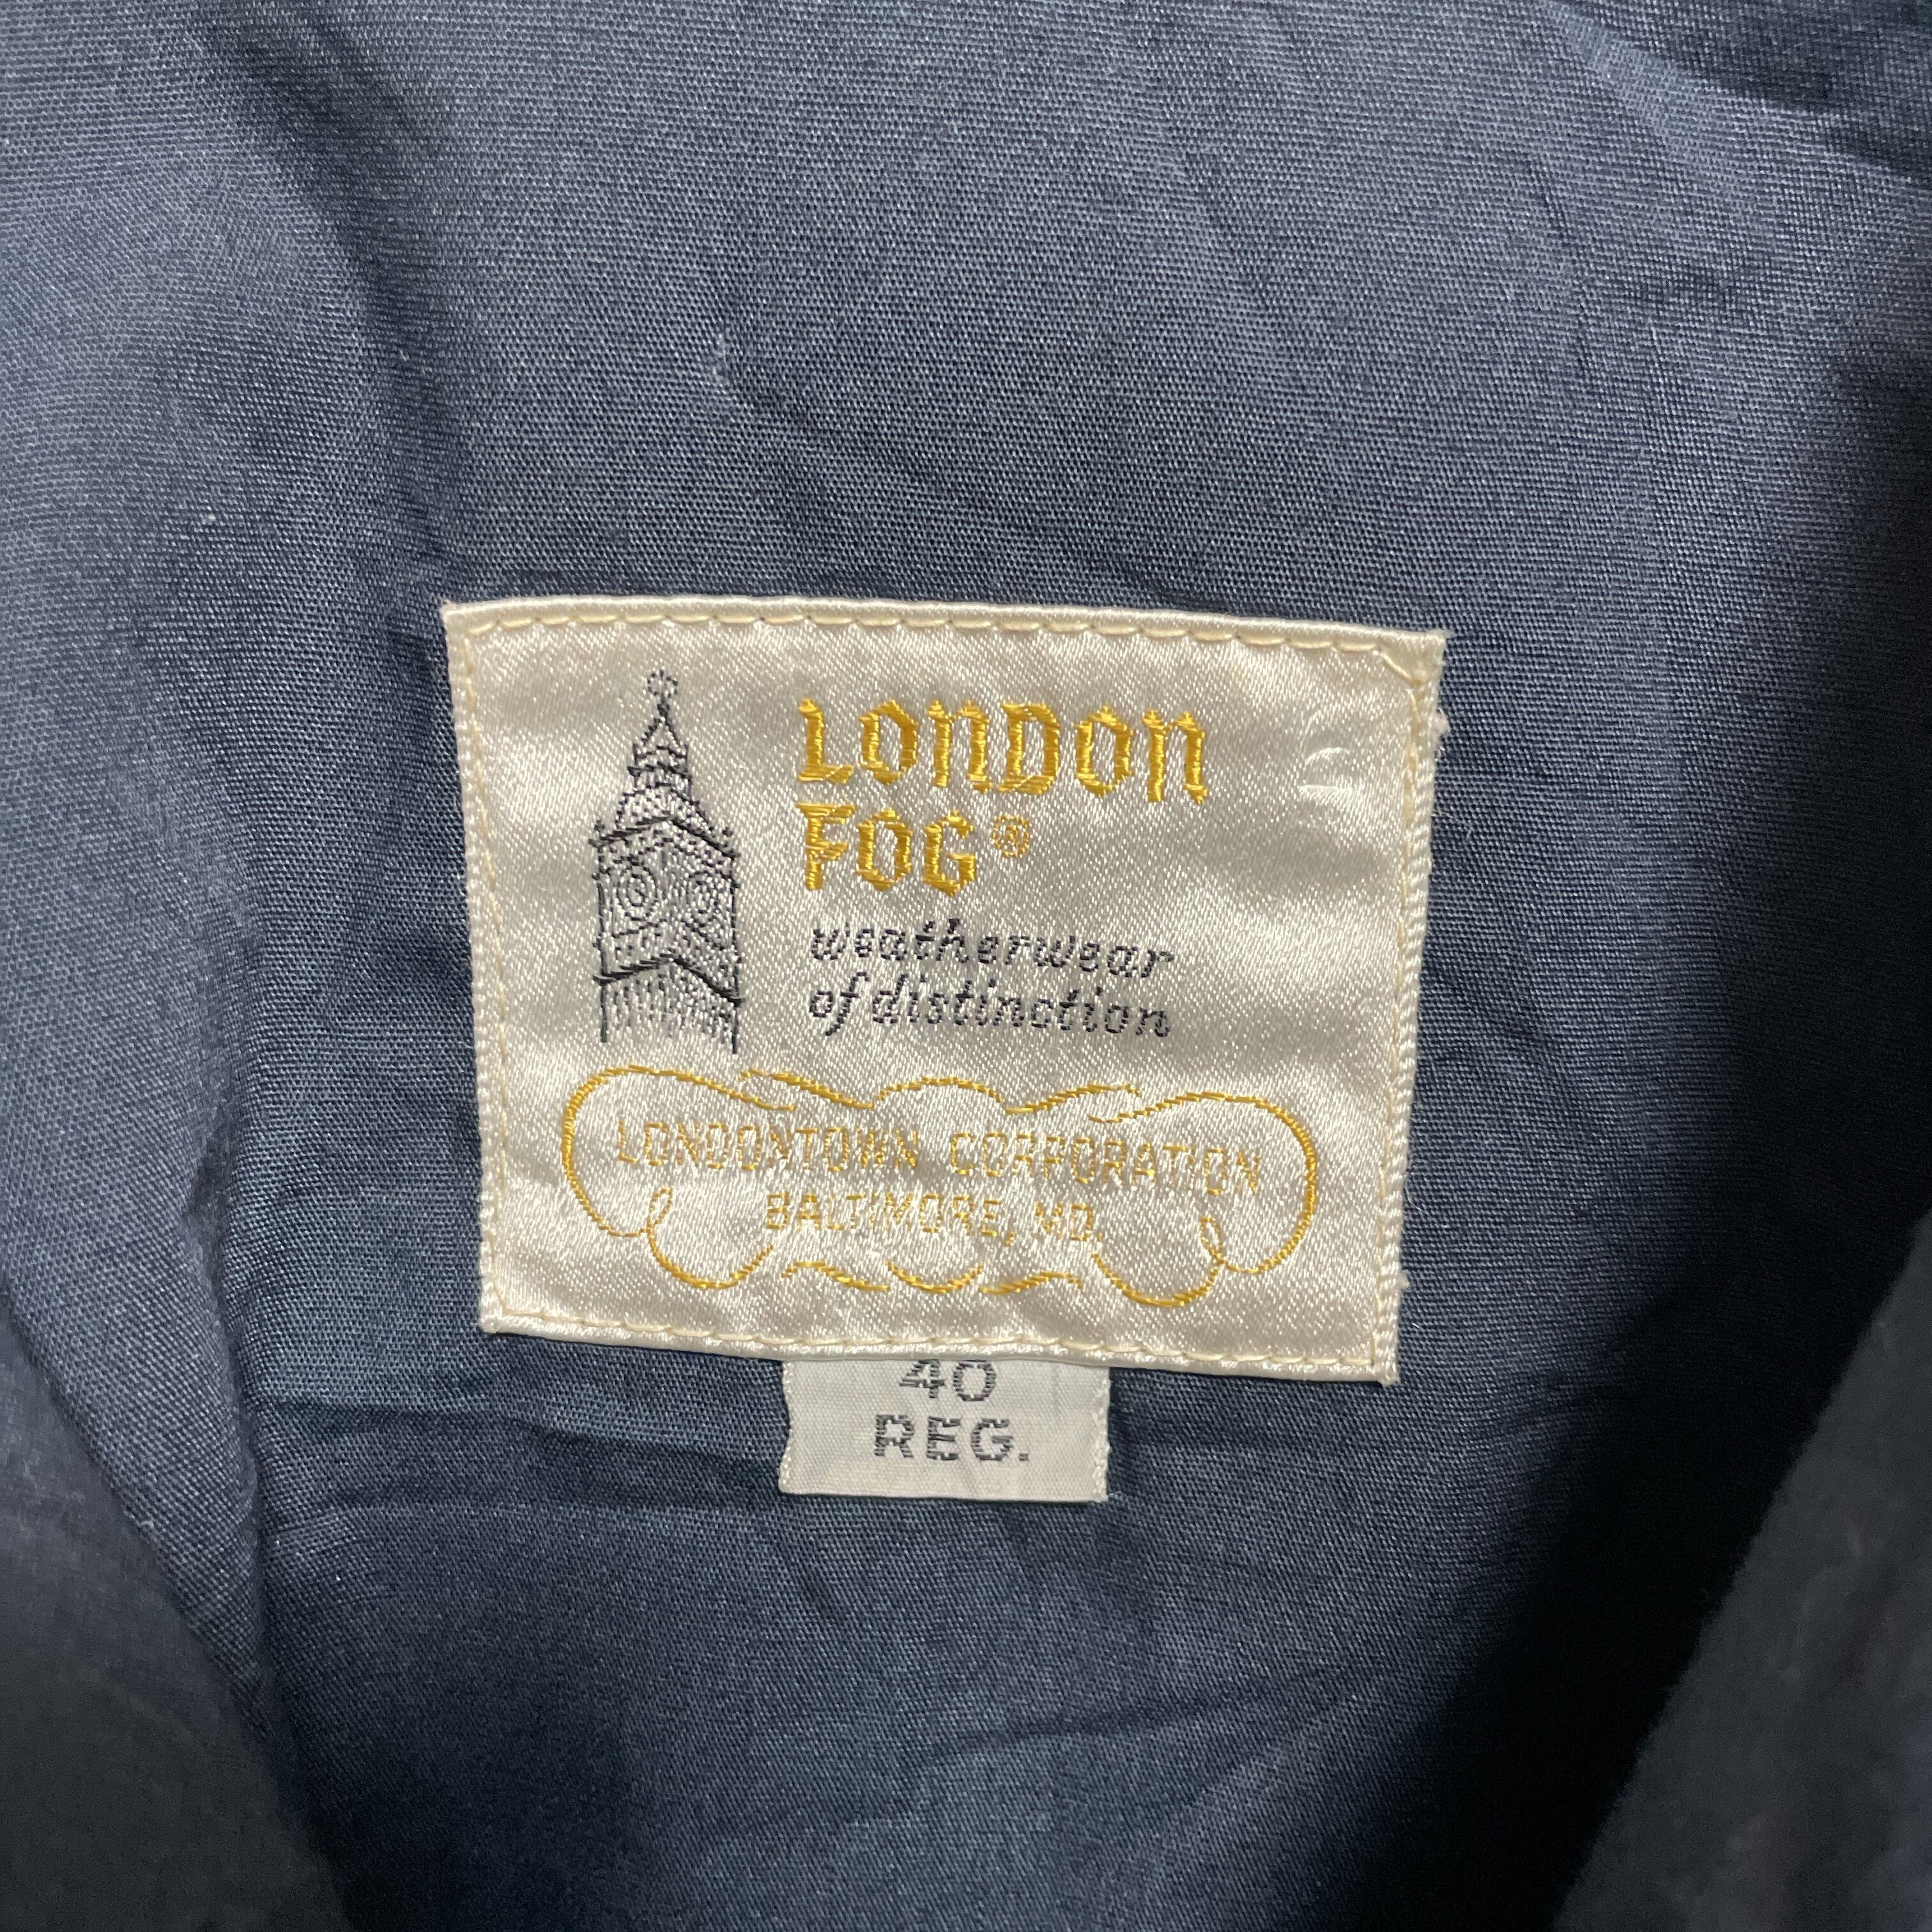 LONDON
FOG®
weatherwear
of distinction
LONDONTOWN CORPORATION
BALTIMORE, MD.
40
REG.